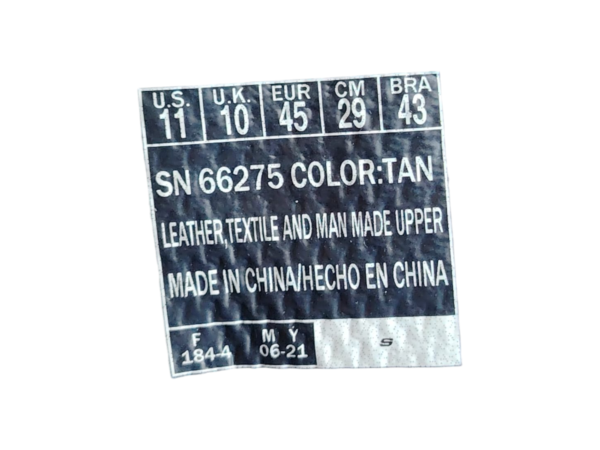 U.S. U.K. EUR CM BRA
11 10 45 29 43
SN 66275 COLOR:TAN
LEATHER,TEXTILE AND MAN MADE UPPER
MADE IN CHINA/HECHO EN CHINA
F M Y
184-4 06-21
S